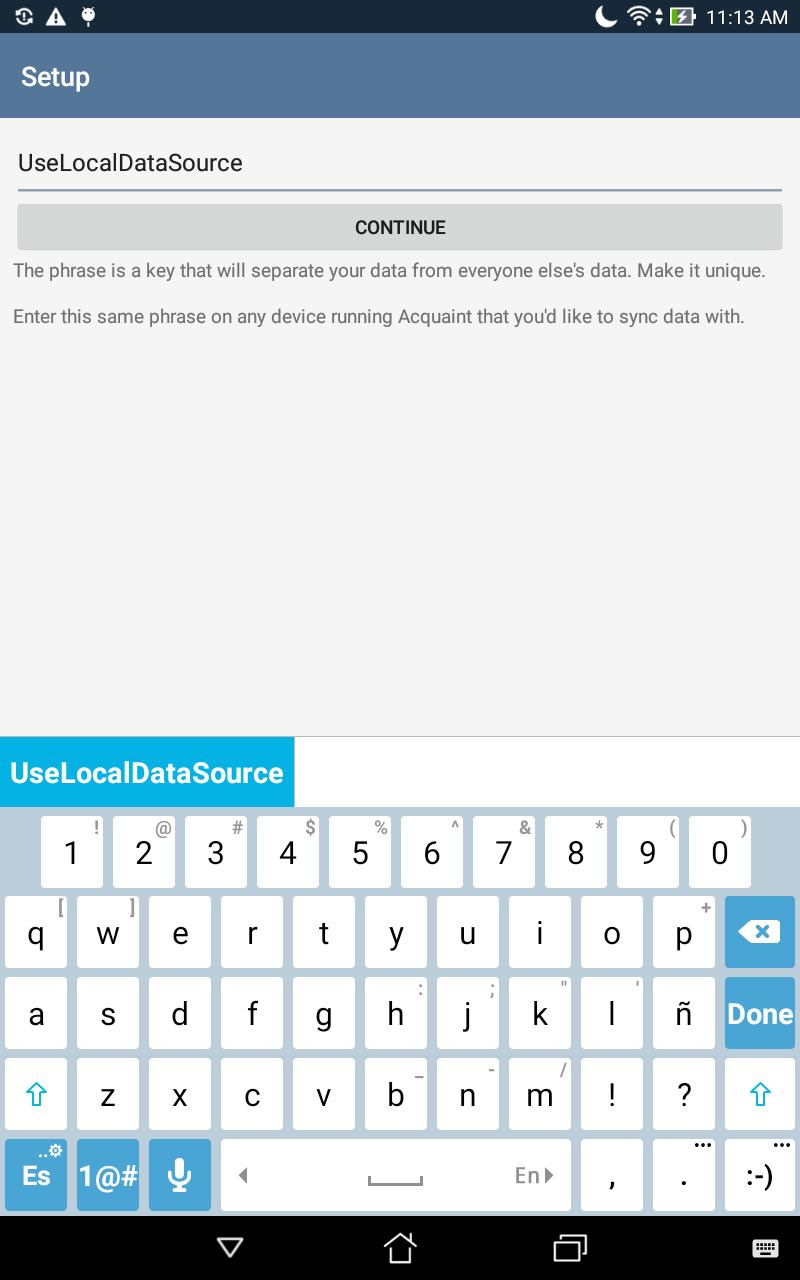 11:13 AM
Setup
UseLocalDataSource
CONTINUE
The phrase is a key that will separate your data from everyone else's data. Make it unique.
Enter this same phrase on any device running Acquaint that you'd like to sync data with.
UseLocalDataSource
! @ # $ % ^ & * ( )
1 2 3 4 5 6 7 8 9 0
[ ] +
q w e r t y u i o p
: ; " '
a s d f g h j k l ñ Done
_ - /
z x c v b n m ! ?
Es 1@# En , . :-)